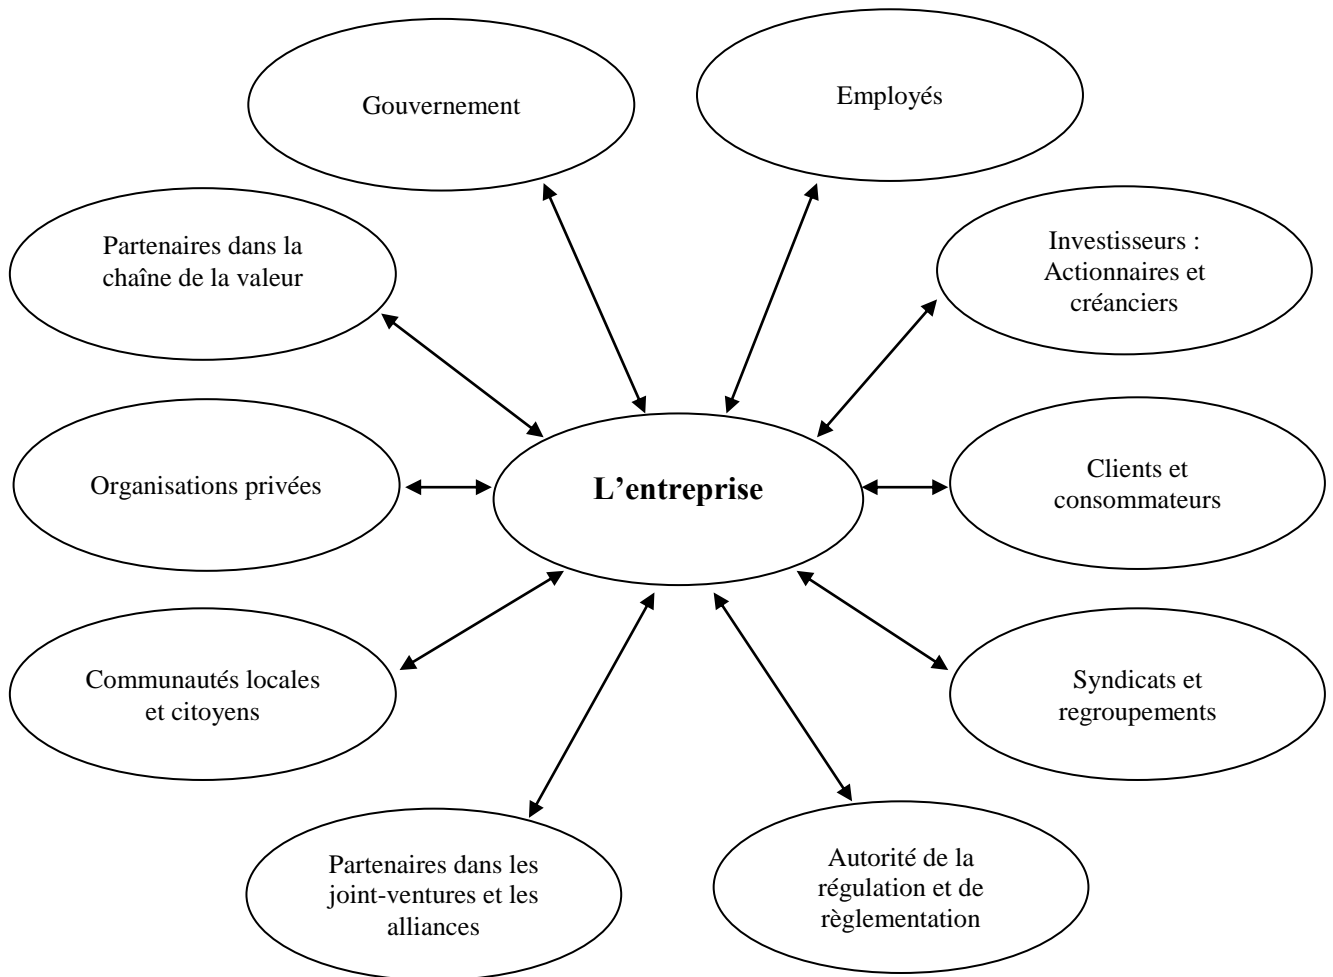 Gouvernement
Employés
Partenaires dans la
chaîne de la valeur
Investisseurs :
Actionnaires et
créanciers
Organisations privées
L’entreprise
Clients et
consommateurs
Communautés locales
et citoyens
Syndicats et
regroupements
Partenaires dans les
joint-ventures et les
alliances
Autorité de la
régulation et de
règlementation